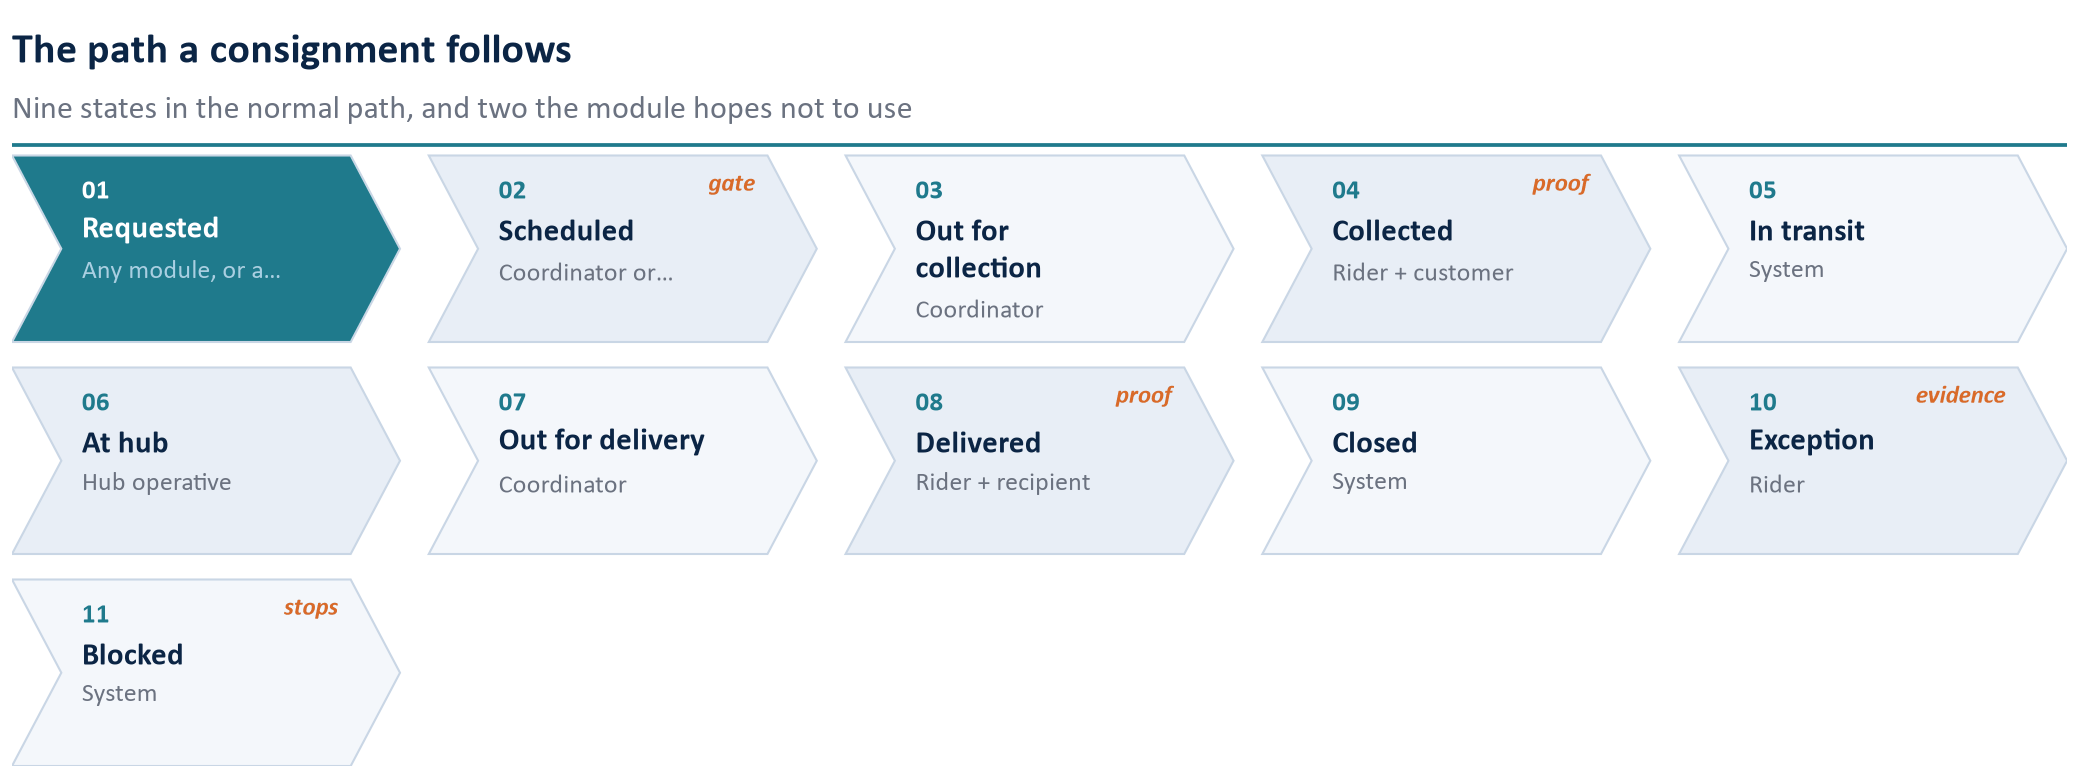 The path a consignment follows
Nine states in the normal path, and two the module hopes not to use
01
Requested
Any module, or a...
02
gate
Scheduled
Coordinator or...
03
Out for
collection
Coordinator
04
proof
Collected
Rider + customer
05
In transit
System
06
At hub
Hub operative
07
Out for delivery
Coordinator
08
proof
Delivered
Rider + recipient
09
Closed
System
10
evidence
Exception
Rider
11
stops
Blocked
System